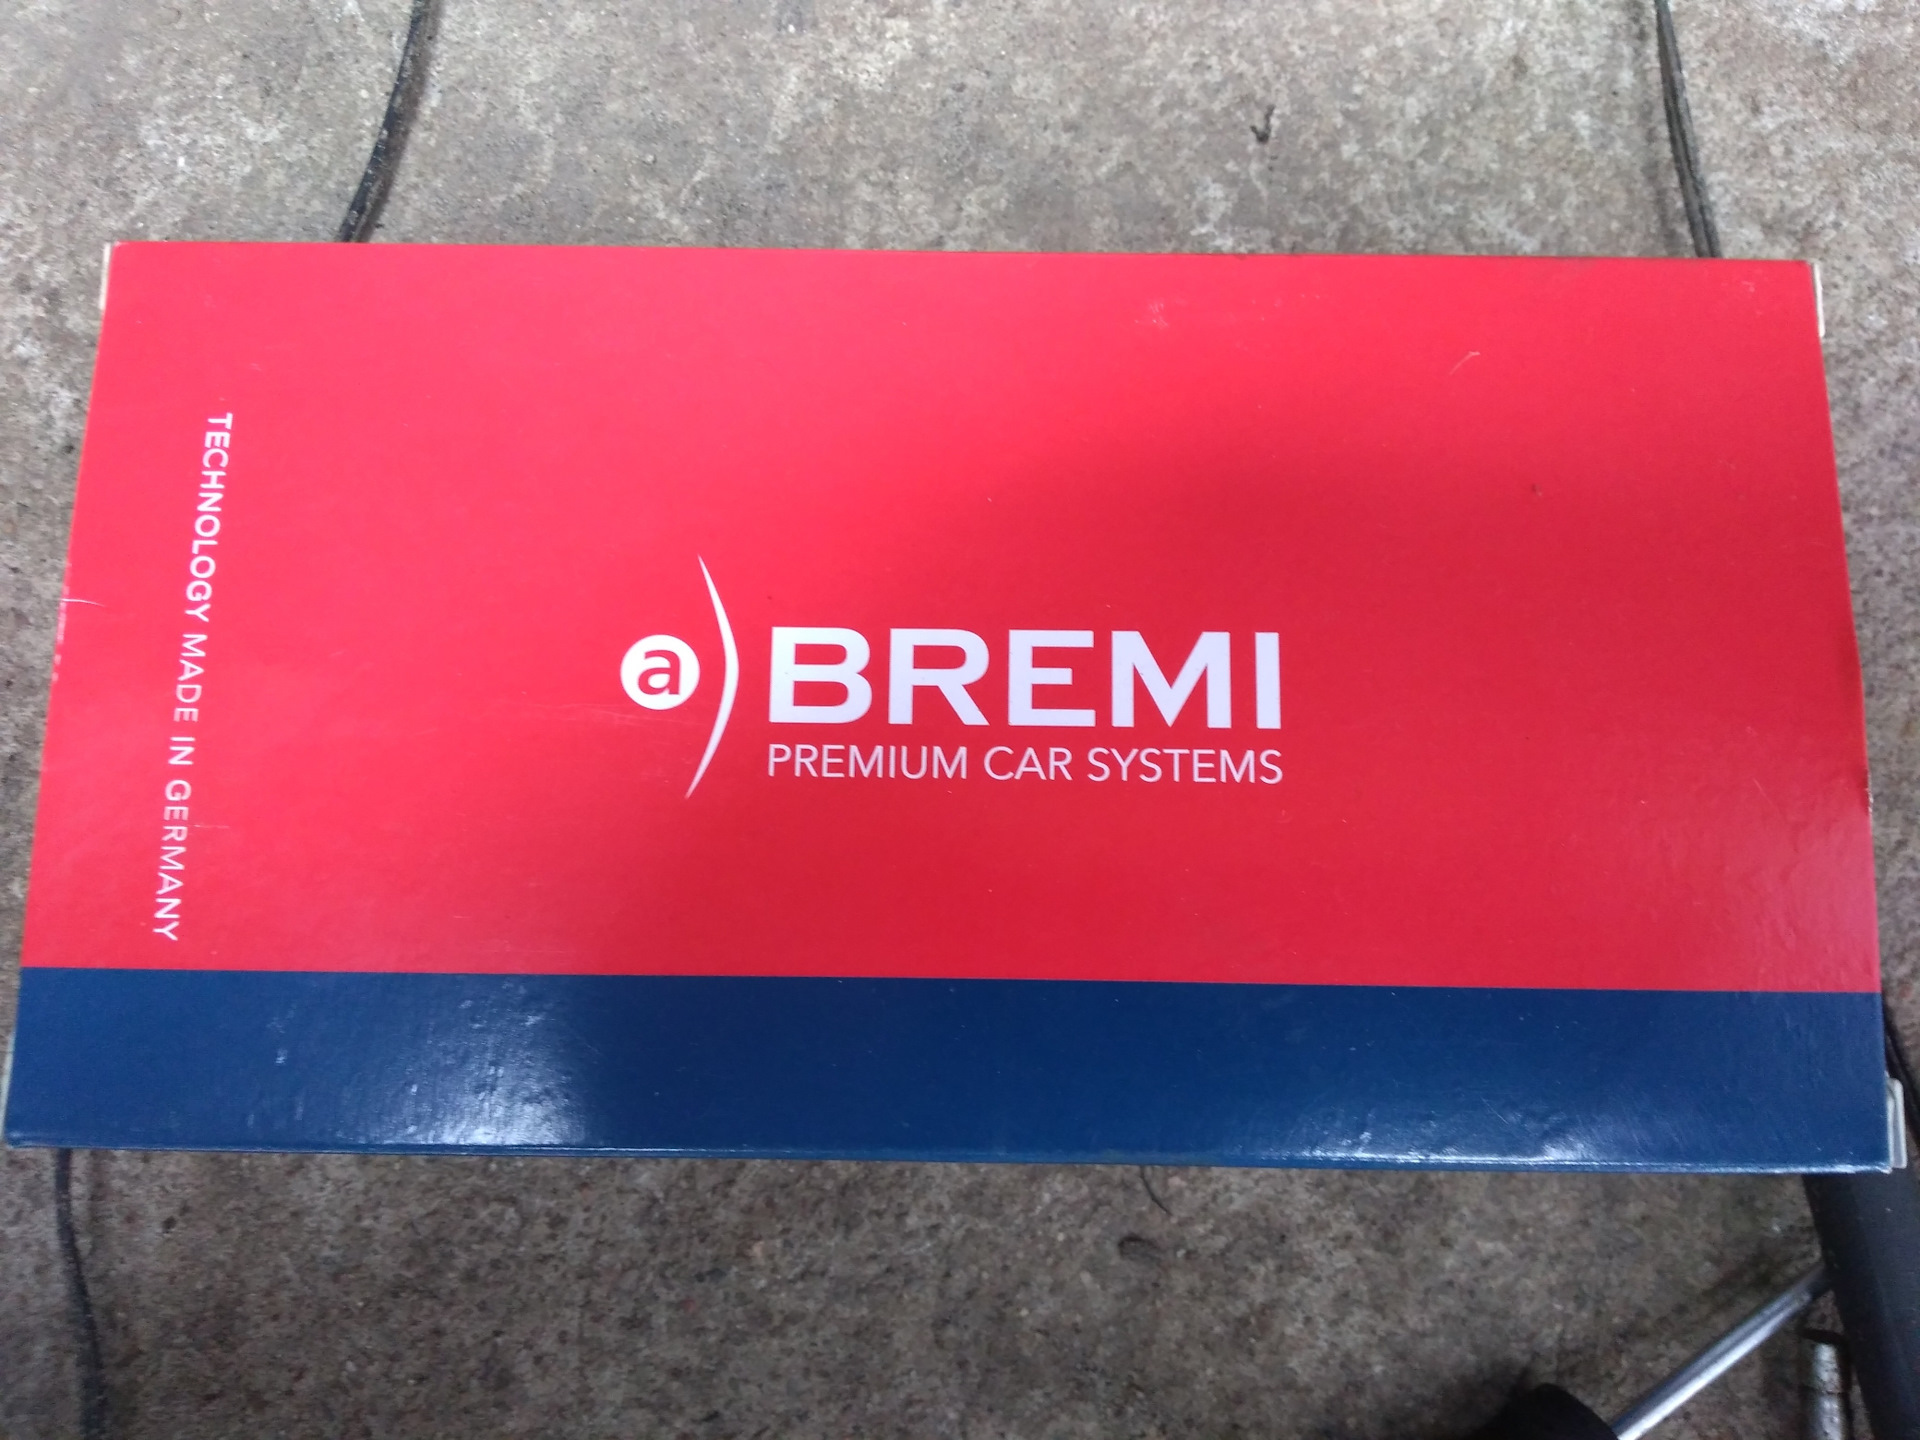 TECHNOLOGY MADE IN GERMANY
a
BREMI
PREMIUM CAR SYSTEMS